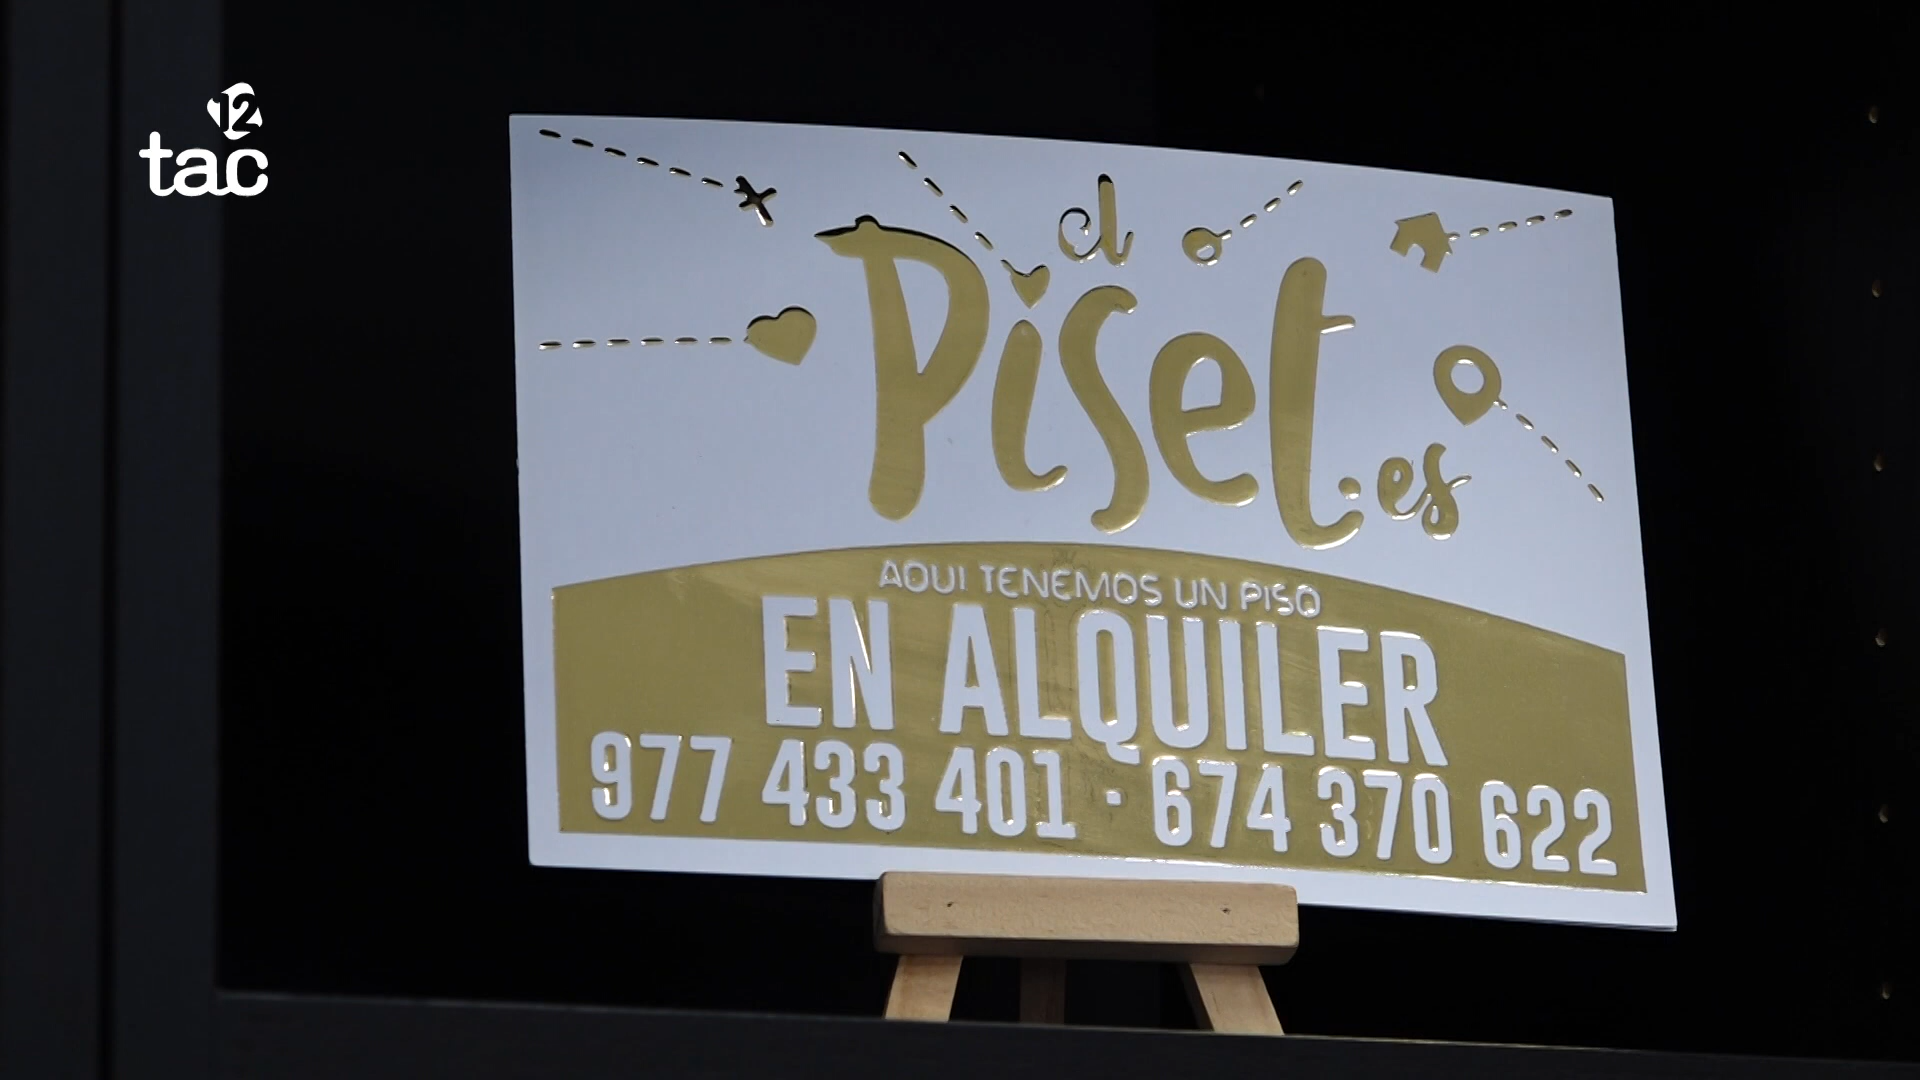 12
tac
el
Piset.es
AQUI TENEMOS UN PISO
EN ALQUILER
977 433 401 · 674 370 622